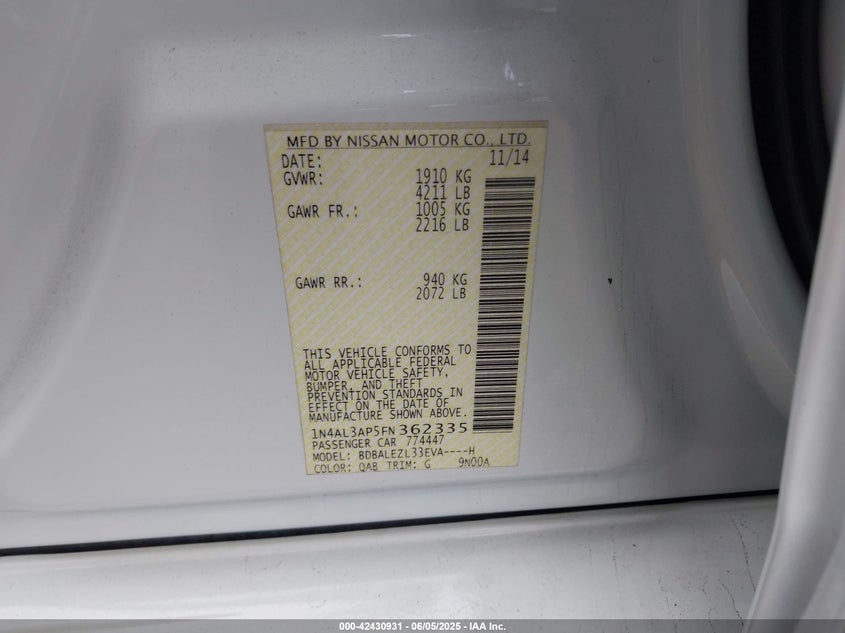 MFD BY NISSAN MOTOR CO., LTD.
DATE: 11/14
GVWR: 1910 KG
4211 LB
GAWR FR.: 1005 KG
2216 LB
GAWR RR.: 940 KG
2072 LB
THIS VEHICLE CONFORMS TO
ALL APPLICABLE FEDERAL
MOTOR VEHICLE SAFETY,
BUMPER, AND THEFT
PREVENTION STANDARDS IN
EFFECT ON THE DATE OF
MANUFACTURE SHOWN ABOVE.
1N4AL3AP5FN362335
PASSENGER CAR 774447
MODEL: BDBALEZL33EVA----H
COLOR: QAB TRIM: G 9N00A
000-42430931 - 06/05/2025 - IAA Inc.